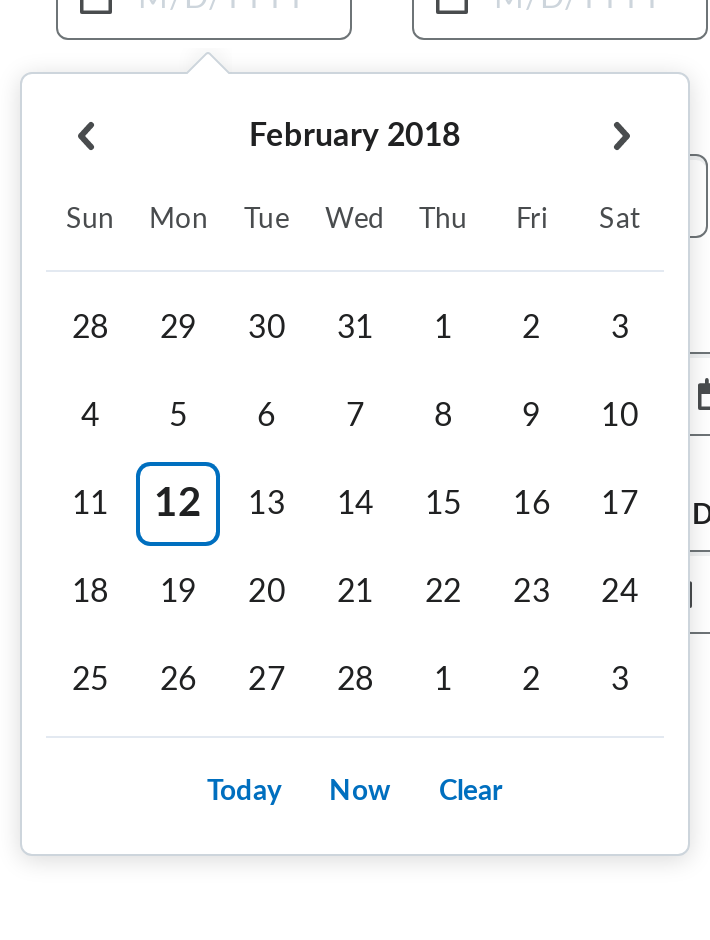 M/D/YYYY M/D/YYYY
February 2018
Sun Mon Tue Wed Thu Fri Sat
28 29 30 31 1 2 3
4 5 6 7 8 9 10
11 12 13 14 15 16 17
D
18 19 20 21 22 23 24
25 26 27 28 1 2 3
Today Now Clear